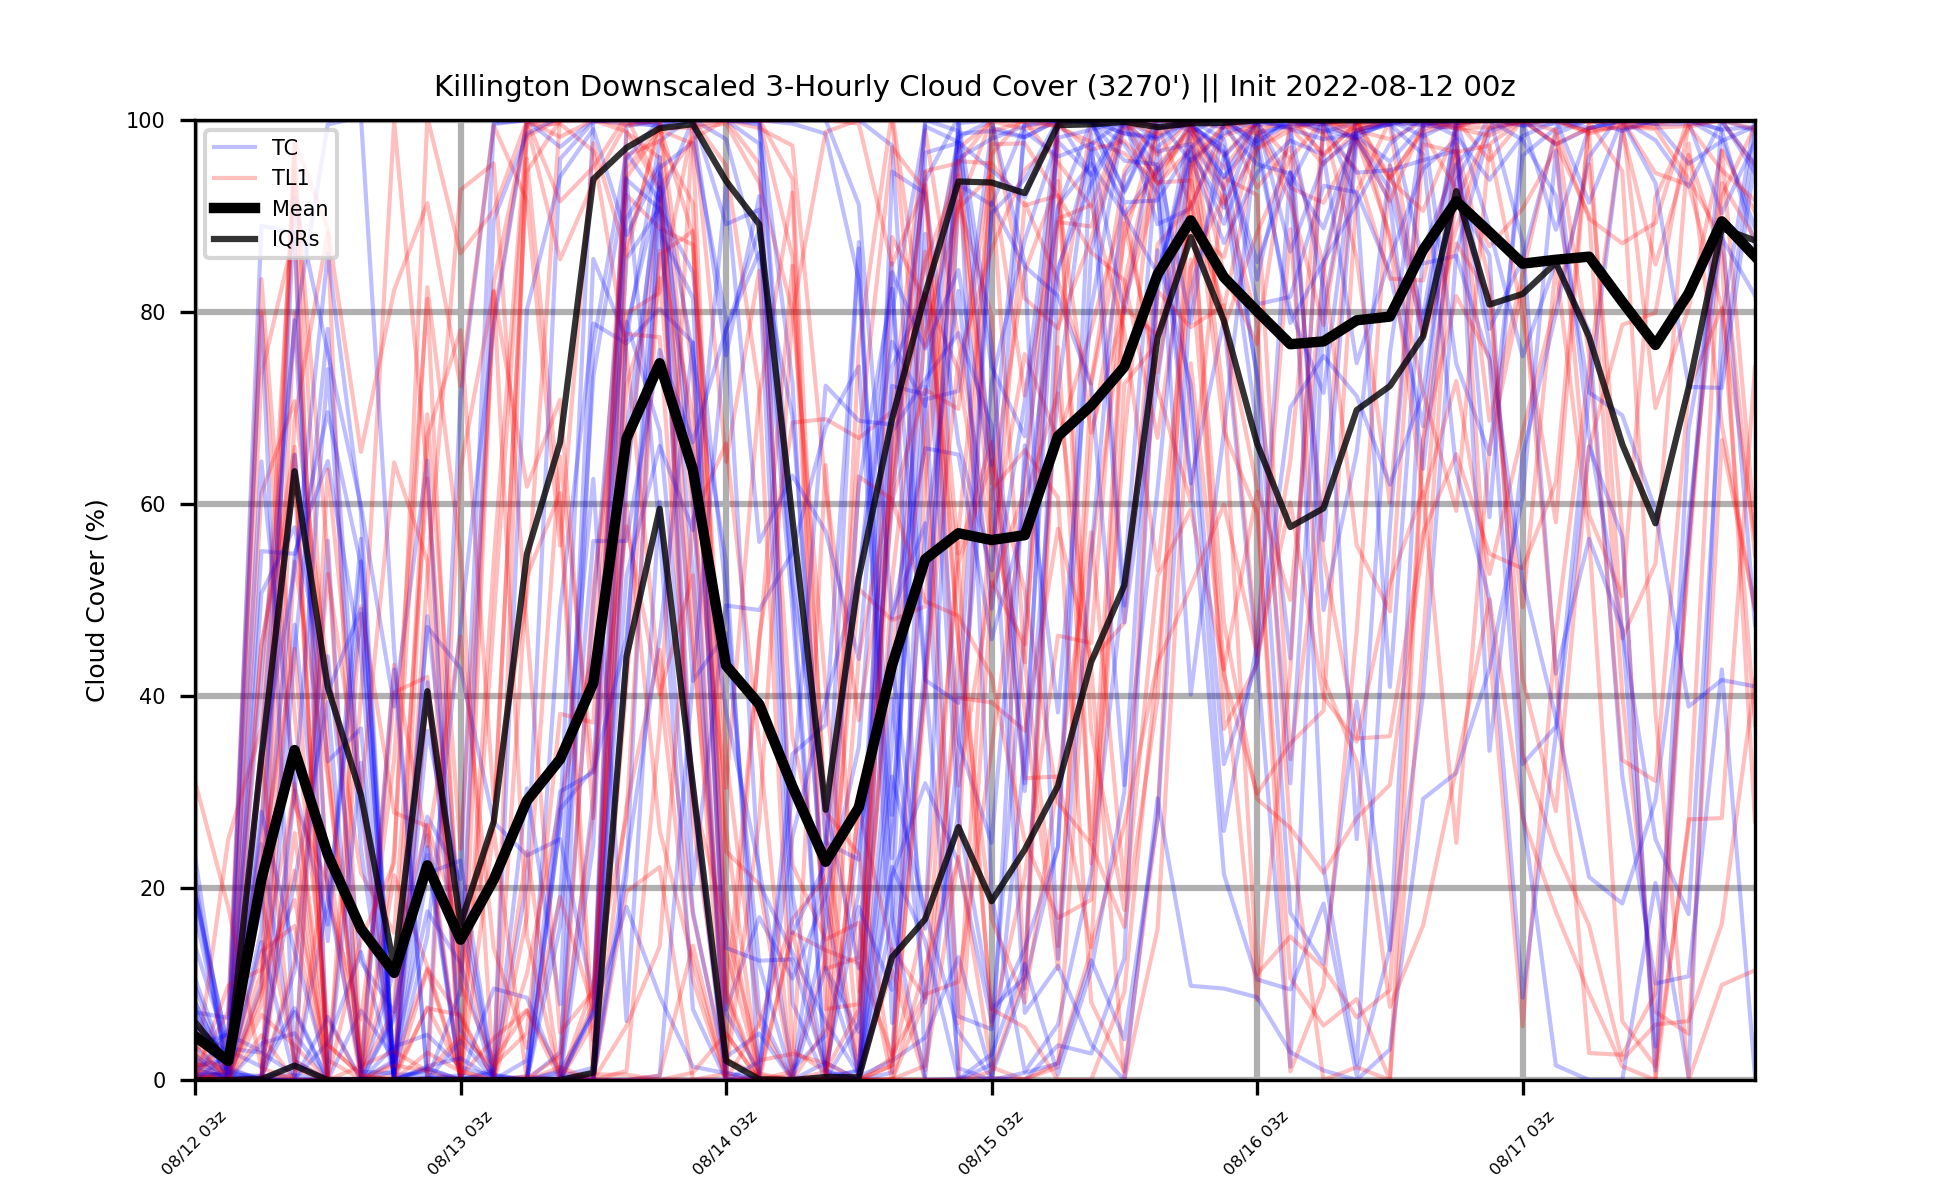 Killington Downscaled 3-Hourly Cloud Cover (3270') || Init 2022-08-12 00z
100
80
60
40
20
0
Cloud Cover (%)
TC
TL1
Mean
IQRs
08/12 03z
08/13 03z
08/14 03z
08/15 03z
08/16 03z
08/17 03z